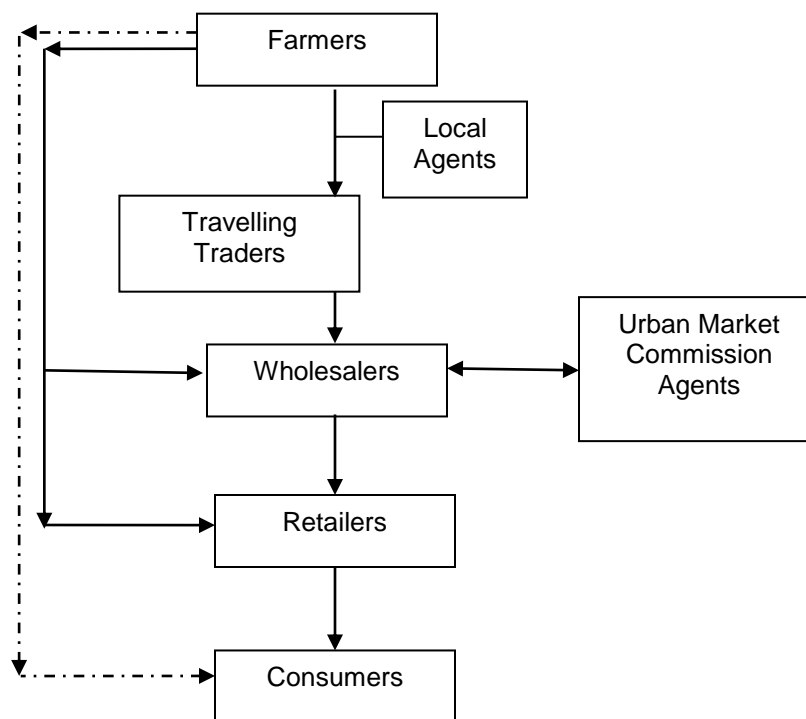 Farmers
Local
Agents
Travelling
Traders
Urban Market
Commission
Agents
Wholesalers
Retailers
Consumers